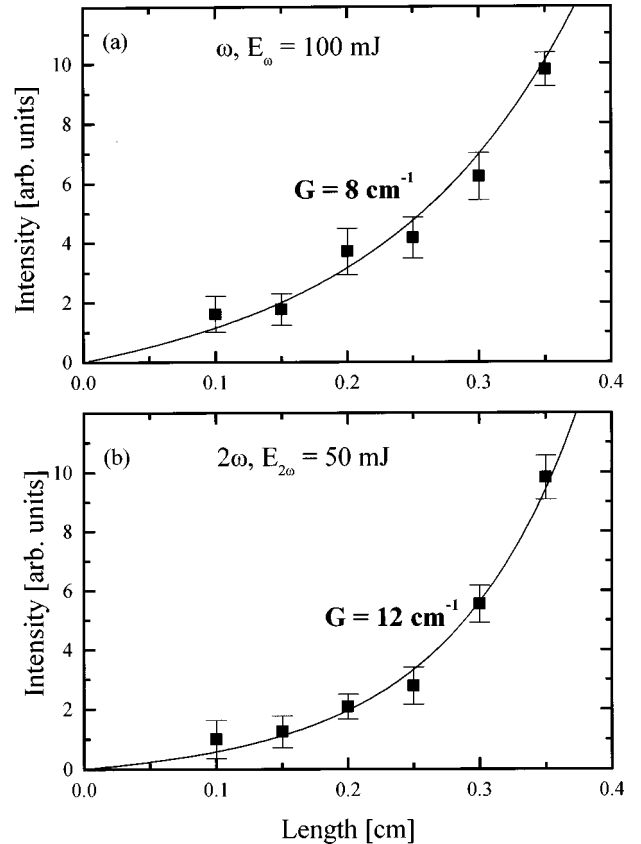 (a)
ω, E_ω = 100 mJ
G = 8 cm⁻¹
Intensity [arb. units]
10
8
6
4
2
0
0.0 0.1 0.2 0.3 0.4
(b)
2ω, E_2ω = 50 mJ
G = 12 cm⁻¹
Intensity [arb. units]
10
8
6
4
2
0
0.0 0.1 0.2 0.3 0.4
Length [cm]